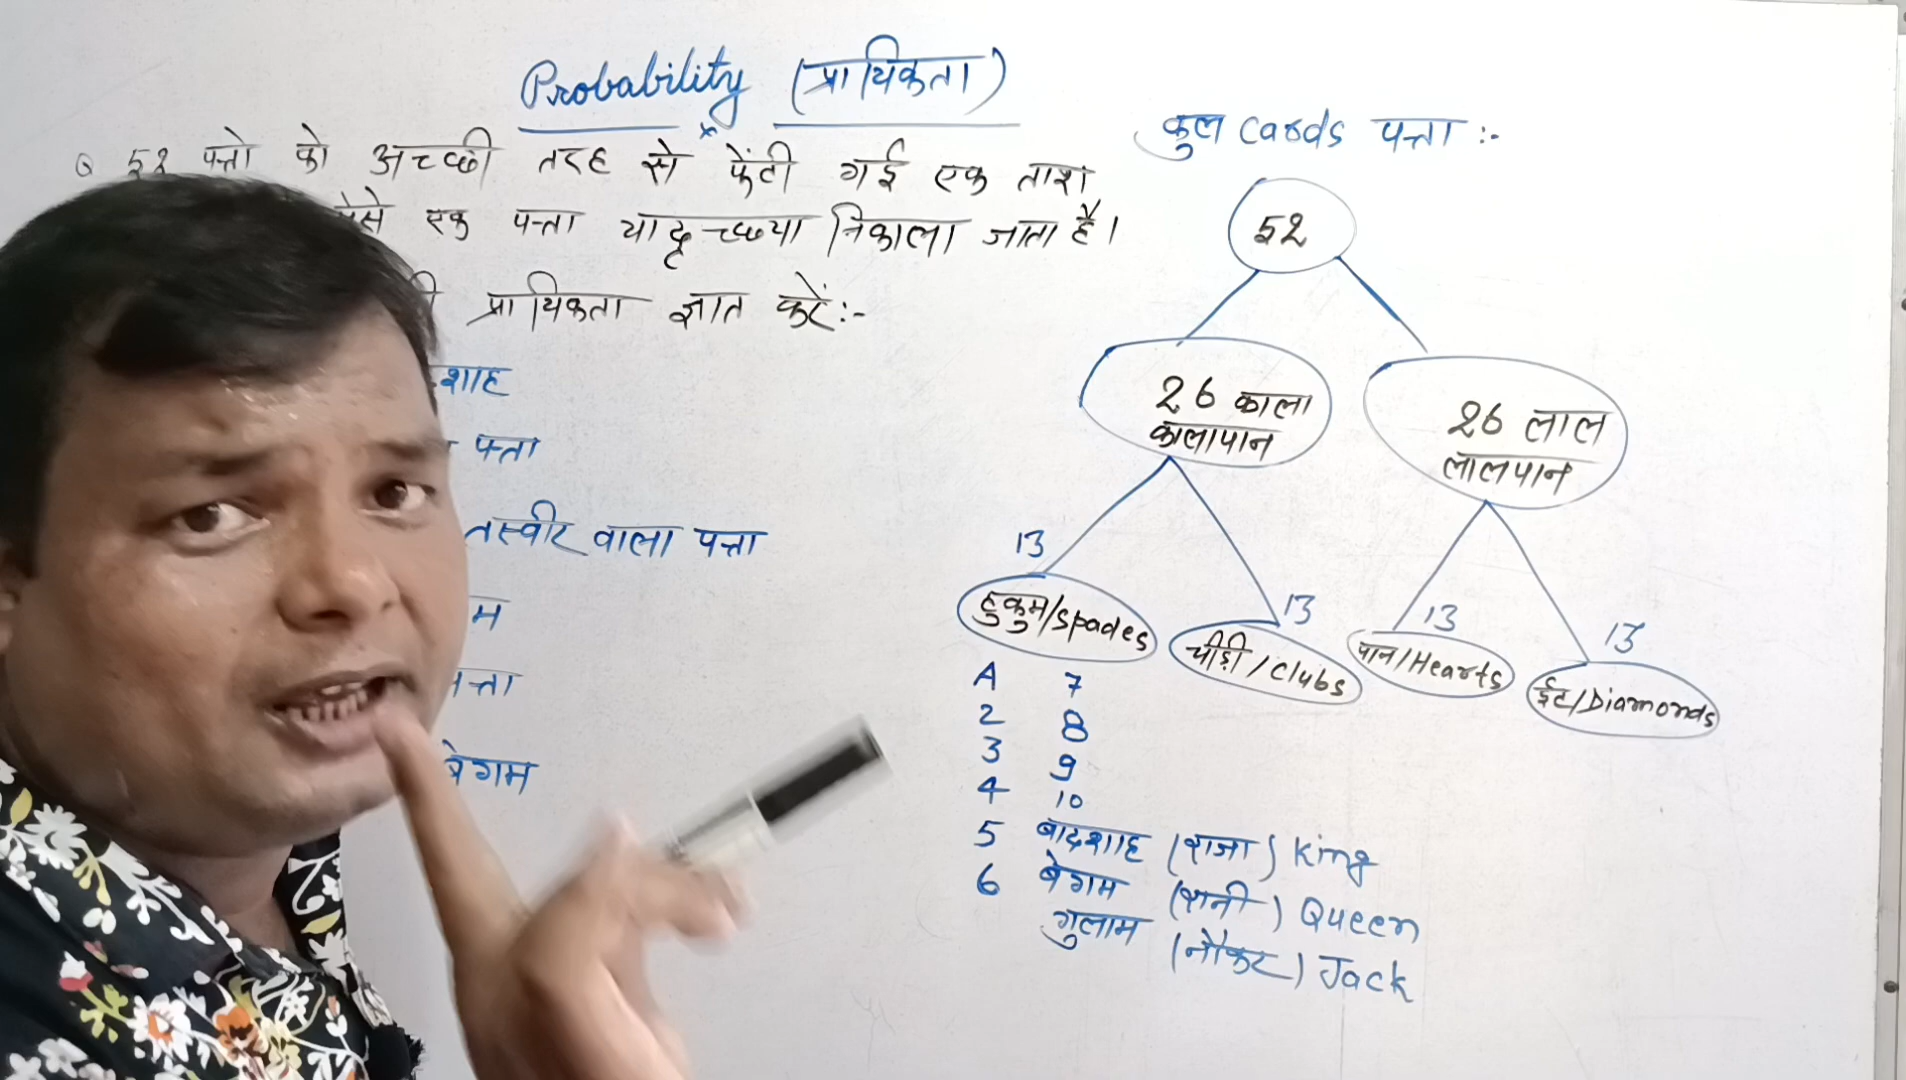 Probability (प्रायिकता)
Q 52 पत्तो को अच्छी तरह से फेंटी गई एक ताश
एक पत्ता यादृच्छ्या निकाला जाता है।
प्रायिकता ज्ञात करें:-
शाह
पत्ता
तस्वीर वाला पत्ता
म
त्ता
बेगम
कुल cards पत्ता :-
52
26 काला
कालापान
26 लाल
लालपान
13
13
13
13
हुकुम/Spades
चीड़ी/Clubs
पान/Hearts
ईट/Diamonds
A 7
2 8
3 9
4 10
5 बादशाह (राजा) King
6 बेगम (रानी) Queen
गुलाम (नौकर) Jack